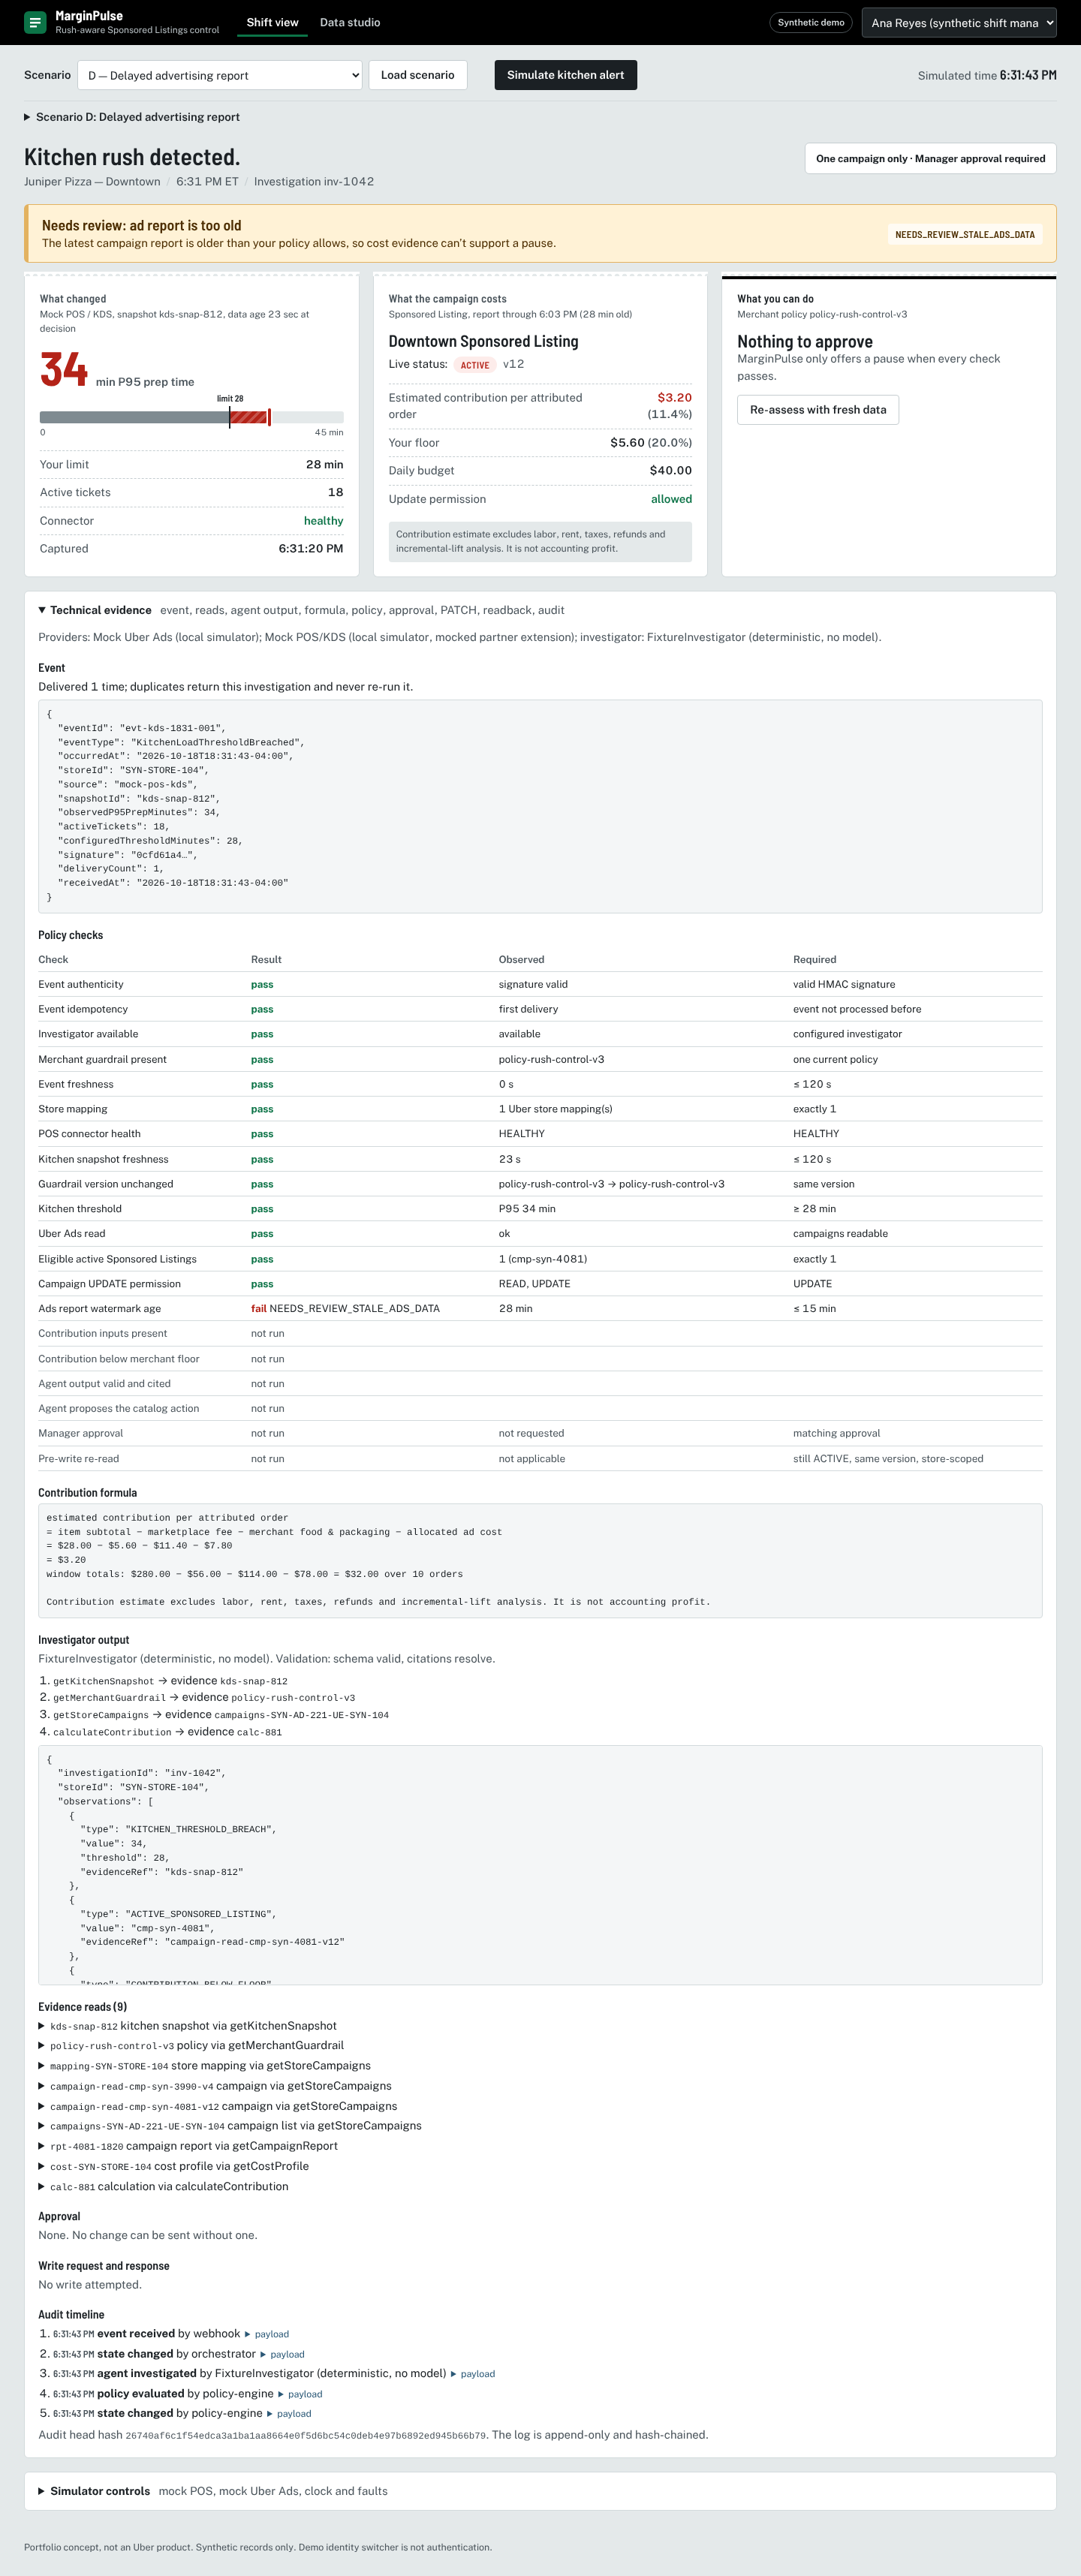 MarginPulse
Rush-aware Sponsored Listings control
Shift view
Data studio
Synthetic demo
Ana Reyes (synthetic shift mana
Scenario
D — Delayed advertising report
Load scenario
Simulate kitchen alert
Simulated time 6:31:43 PM
Scenario D: Delayed advertising report
Kitchen rush detected.
Juniper Pizza — Downtown / 6:31 PM ET / Investigation inv-1042
One campaign only · Manager approval required
Needs review: ad report is too old
The latest campaign report is older than your policy allows, so cost evidence can't support a pause.
NEEDS_REVIEW_STALE_ADS_DATA
What changed
Mock POS / KDS, snapshot kds-snap-812, data age 23 sec at
decision
34 min P95 prep time
limit 28
0
45 min
Your limit 28 min
Active tickets 18
Connector healthy
Captured 6:31:20 PM
What the campaign costs
Sponsored Listing, report through 6:03 PM (28 min old)
Downtown Sponsored Listing
Live status: ACTIVE v12
Estimated contribution per attributed $3.20
order (11.4%)
Your floor $5.60 (20.0%)
Daily budget $40.00
Update permission allowed
Contribution estimate excludes labor, rent, taxes, refunds and
incremental-lift analysis. It is not accounting profit.
What you can do
Merchant policy policy-rush-control-v3
Nothing to approve
MarginPulse only offers a pause when every check
passes.
Re-assess with fresh data
Technical evidence event, reads, agent output, formula, policy, approval, PATCH, readback, audit
Providers: Mock Uber Ads (local simulator); Mock POS/KDS (local simulator, mocked partner extension); investigator: FixtureInvestigator (deterministic, no model).
Event
Delivered 1 time; duplicates return this investigation and never re-run it.
{
"eventId": "evt-kds-1831-001",
"eventType": "KitchenLoadThresholdBreached",
"occurredAt": "2026-10-18T18:31:43-04:00",
"storeId": "SYN-STORE-104",
"source": "mock-pos-kds",
"snapshotId": "kds-snap-812",
"observedP95PrepMinutes": 34,
"activeTickets": 18,
"configuredThresholdMinutes": 28,
"signature": "0cfd61a4…",
"deliveryCount": 1,
"receivedAt": "2026-10-18T18:31:43-04:00"
}
Policy checks
Check Result Observed Required
Event authenticity pass signature valid valid HMAC signature
Event idempotency pass first delivery event not processed before
Investigator available pass available configured investigator
Merchant guardrail present pass policy-rush-control-v3 one current policy
Event freshness pass 0 s ≤ 120 s
Store mapping pass 1 Uber store mapping(s) exactly 1
POS connector health pass HEALTHY HEALTHY
Kitchen snapshot freshness pass 23 s ≤ 120 s
Guardrail version unchanged pass policy-rush-control-v3 → policy-rush-control-v3 same version
Kitchen threshold pass P95 34 min ≥ 28 min
Uber Ads read pass ok campaigns readable
Eligible active Sponsored Listings pass 1 (cmp-syn-4081) exactly 1
Campaign UPDATE permission pass READ, UPDATE UPDATE
Ads report watermark age fail NEEDS_REVIEW_STALE_ADS_DATA 28 min ≤ 15 min
Contribution inputs present not run
Contribution below merchant floor not run
Agent output valid and cited not run
Agent proposes the catalog action not run
Manager approval not run not requested matching approval
Pre-write re-read not run not applicable still ACTIVE, same version, store-scoped
Contribution formula
estimated contribution per attributed order
= item subtotal − marketplace fee − merchant food & packaging − allocated ad cost
= $28.00 − $5.60 − $11.40 − $7.80
= $3.20
window totals: $280.00 − $56.00 − $114.00 − $78.00 = $32.00 over 10 orders
Contribution estimate excludes labor, rent, taxes, refunds and incremental-lift analysis. It is not accounting profit.
Investigator output
FixtureInvestigator (deterministic, no model). Validation: schema valid, citations resolve.
1. getKitchenSnapshot → evidence kds-snap-812
2. getMerchantGuardrail → evidence policy-rush-control-v3
3. getStoreCampaigns → evidence campaigns-SYN-AD-221-UE-SYN-104
4. calculateContribution → evidence calc-881
{
"investigationId": "inv-1042",
"storeId": "SYN-STORE-104",
"observations": [
{
"type": "KITCHEN_THRESHOLD_BREACH",
"value": 34,
"threshold": 28,
"evidenceRef": "kds-snap-812"
},
{
"type": "ACTIVE_SPONSORED_LISTING",
"value": "cmp-syn-4081",
"evidenceRef": "campaign-read-cmp-syn-4081-v12"
},
{
"type": "CONTRIBUTION_BELOW_FLOOR",
Evidence reads (9)
kds-snap-812 kitchen snapshot via getKitchenSnapshot
policy-rush-control-v3 policy via getMerchantGuardrail
mapping-SYN-STORE-104 store mapping via getStoreCampaigns
campaign-read-cmp-syn-3990-v4 campaign via getStoreCampaigns
campaign-read-cmp-syn-4081-v12 campaign via getStoreCampaigns
campaigns-SYN-AD-221-UE-SYN-104 campaign list via getStoreCampaigns
rpt-4081-1820 campaign report via getCampaignReport
cost-SYN-STORE-104 cost profile via getCostProfile
calc-881 calculation via calculateContribution
Approval
None. No change can be sent without one.
Write request and response
No write attempted.
Audit timeline
1. 6:31:43 PM event received by webhook payload
2. 6:31:43 PM state changed by orchestrator payload
3. 6:31:43 PM agent investigated by FixtureInvestigator (deterministic, no model) payload
4. 6:31:43 PM policy evaluated by policy-engine payload
5. 6:31:43 PM state changed by policy-engine payload
Audit head hash 26740af6c1f54edca3a1ba1aa8664e0f5d6bc54c0deb4e97b6892ed945b66b79. The log is append-only and hash-chained.
Simulator controls mock POS, mock Uber Ads, clock and faults
Portfolio concept, not an Uber product. Synthetic records only. Demo identity switcher is not authentication.